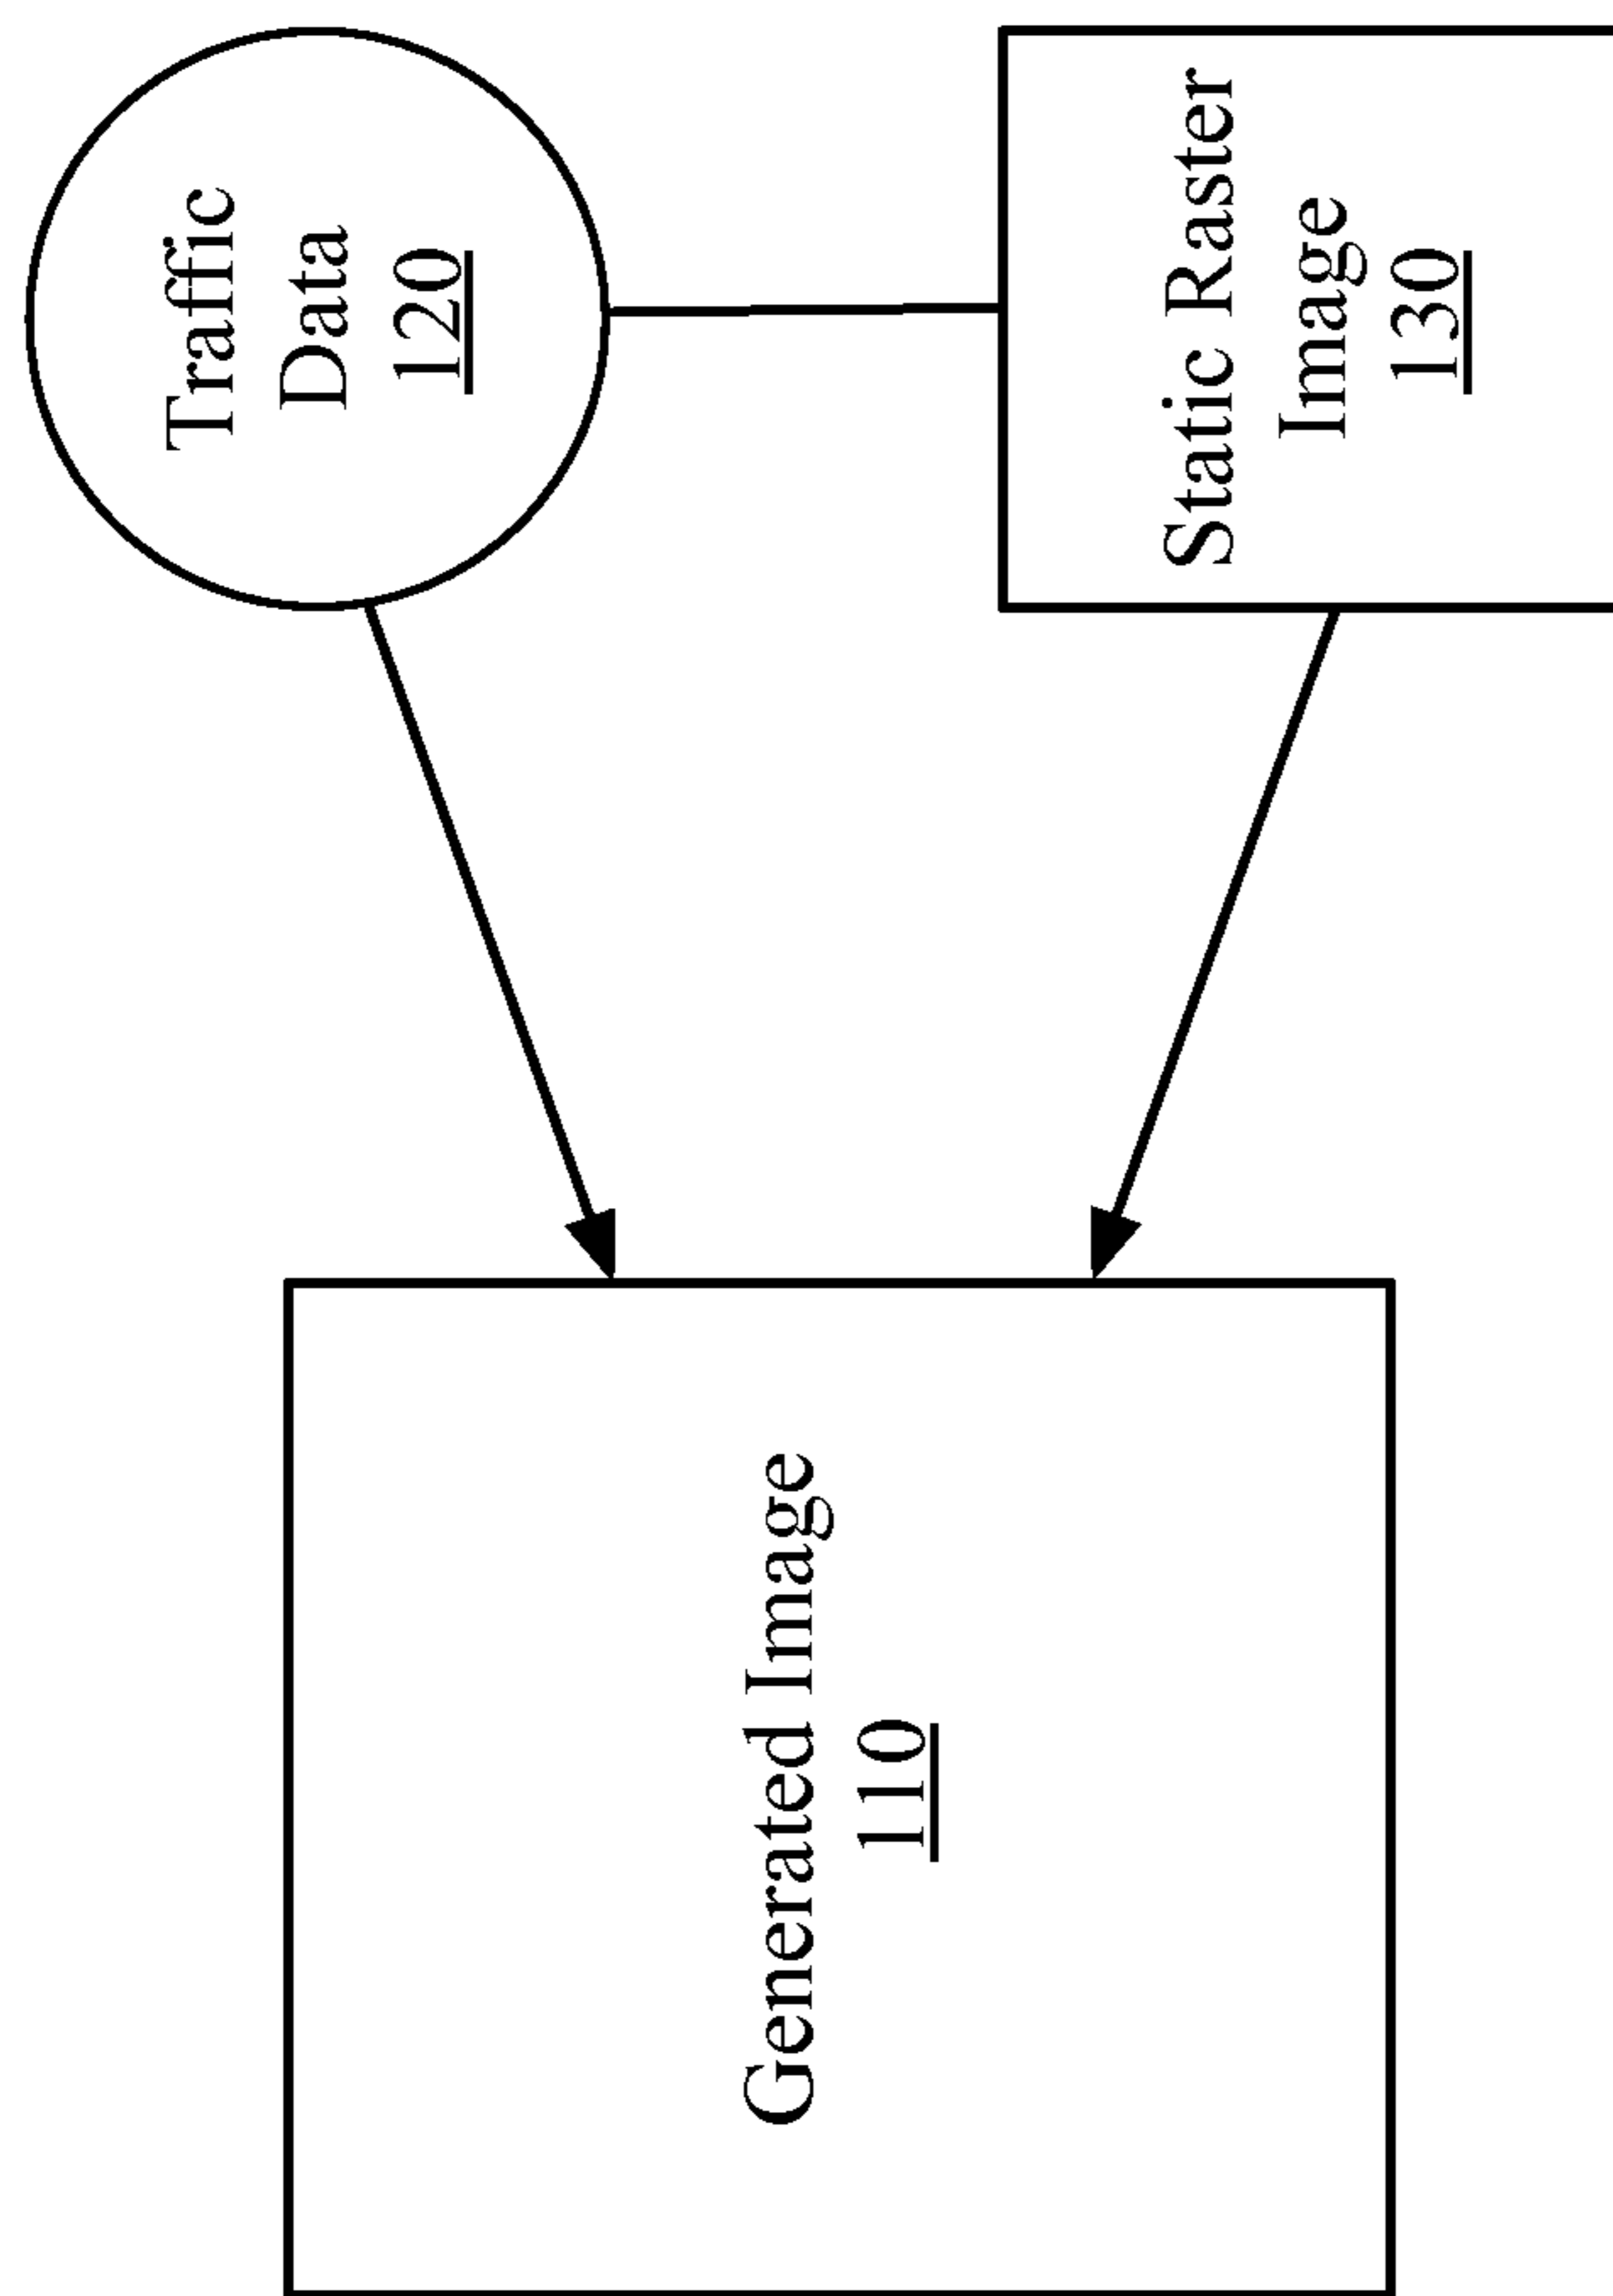 Traffic
Data
120
Static Raster
Image
130
Generated Image
110